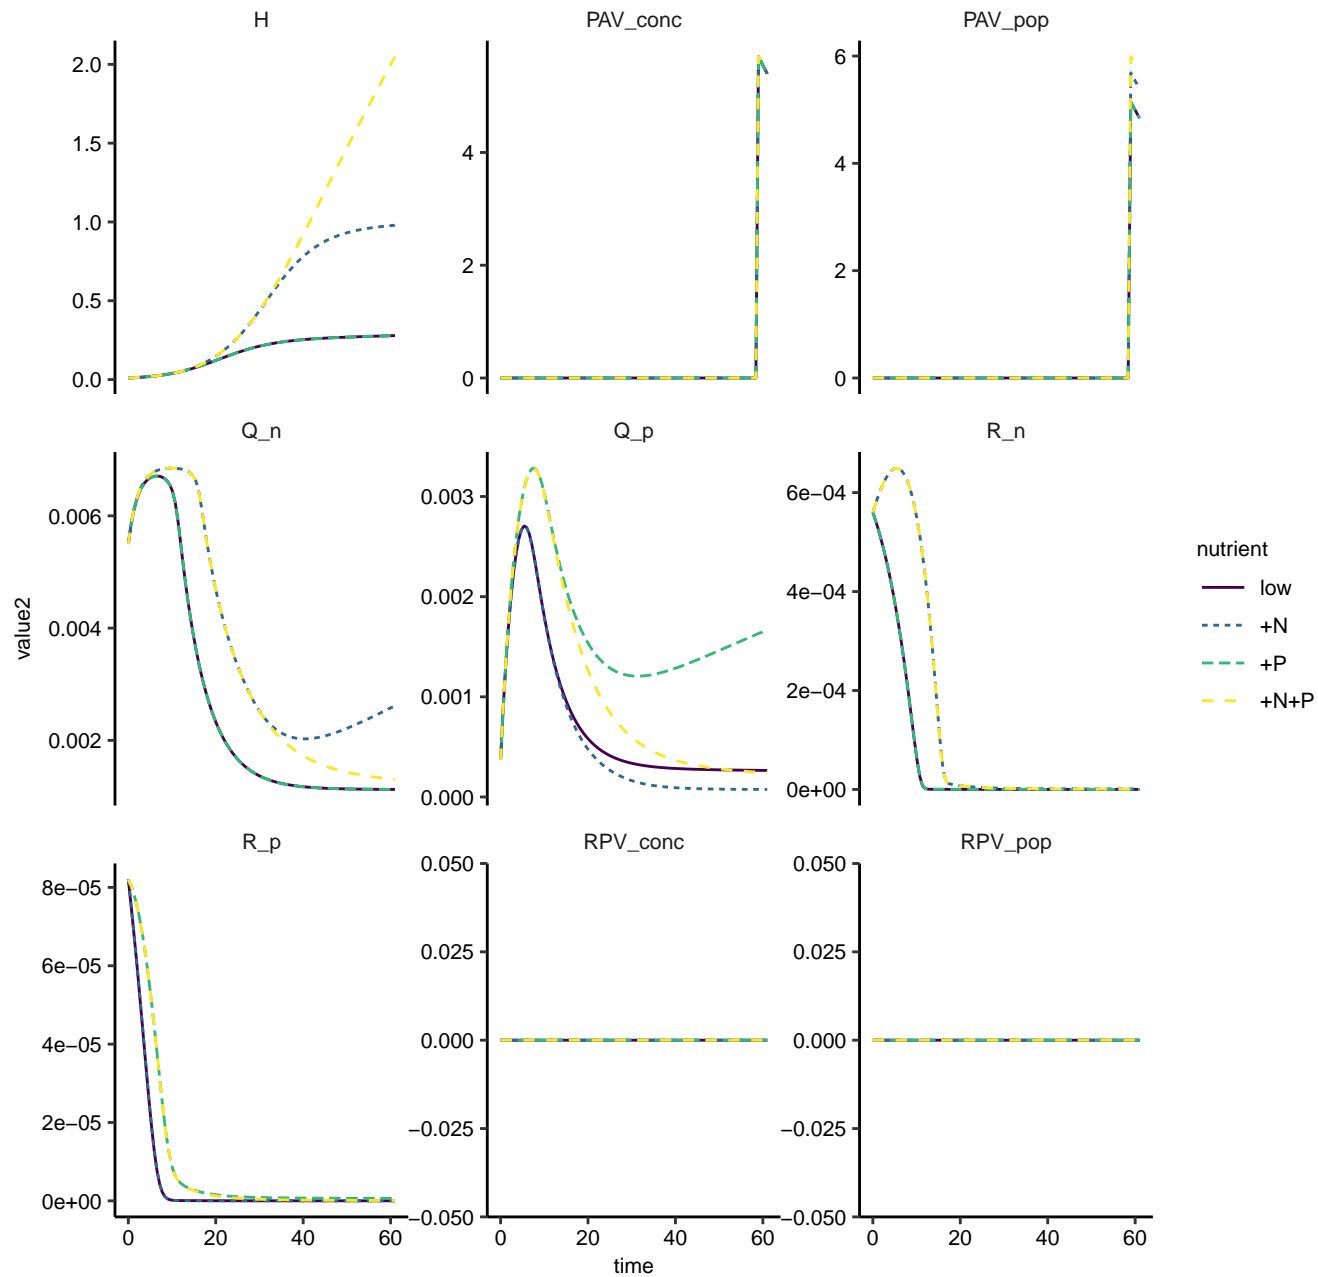 H
PAV_conc
PAV_pop
2.0
1.5
1.0
0.5
0.0
4
2
0
6
4
2
0
Q_n
Q_p
R_n
0.006
0.004
0.002
0.003
0.002
0.001
0.000
6e−04
4e−04
2e−04
0e+00
R_p
RPV_conc
RPV_pop
8e−05
6e−05
4e−05
2e−05
0e+00
0.050
0.025
0.000
−0.025
−0.050
0.050
0.025
0.000
−0.025
−0.050
0 20 40 60
0 20 40 60
0 20 40 60
time
value2
nutrient
low
+N
+P
+N+P